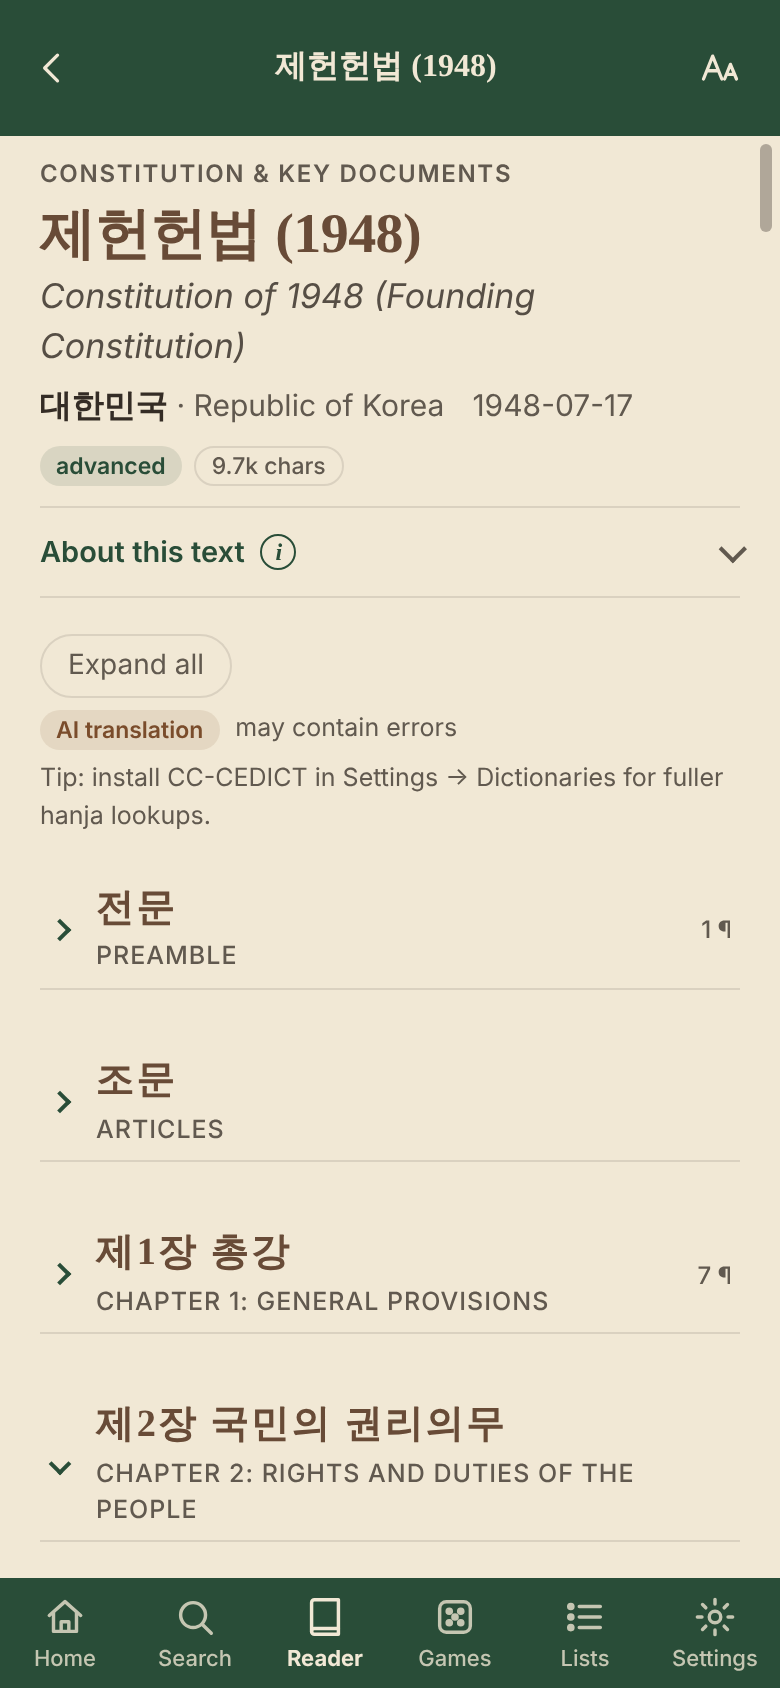 제헌헌법 (1948)
AA
CONSTITUTION & KEY DOCUMENTS
제헌헌법 (1948)
Constitution of 1948 (Founding
Constitution)
대한민국 · Republic of Korea 1948-07-17
advanced 9.7k chars
About this text i
Expand all
AI translation may contain errors
Tip: install CC-CEDICT in Settings → Dictionaries for fuller
hanja lookups.
전문
1 ¶
PREAMBLE
조문
ARTICLES
제1장 총강
7 ¶
CHAPTER 1: GENERAL PROVISIONS
제2장 국민의 권리의무
CHAPTER 2: RIGHTS AND DUTIES OF THE
PEOPLE
Home Search Reader Games Lists Settings